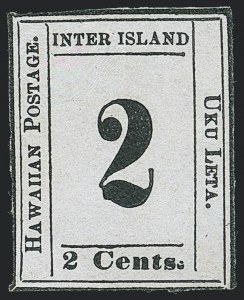 INTER ISLAND
HAWAIIAN POSTAGE.
2
UKU LETA.
2 Cents.